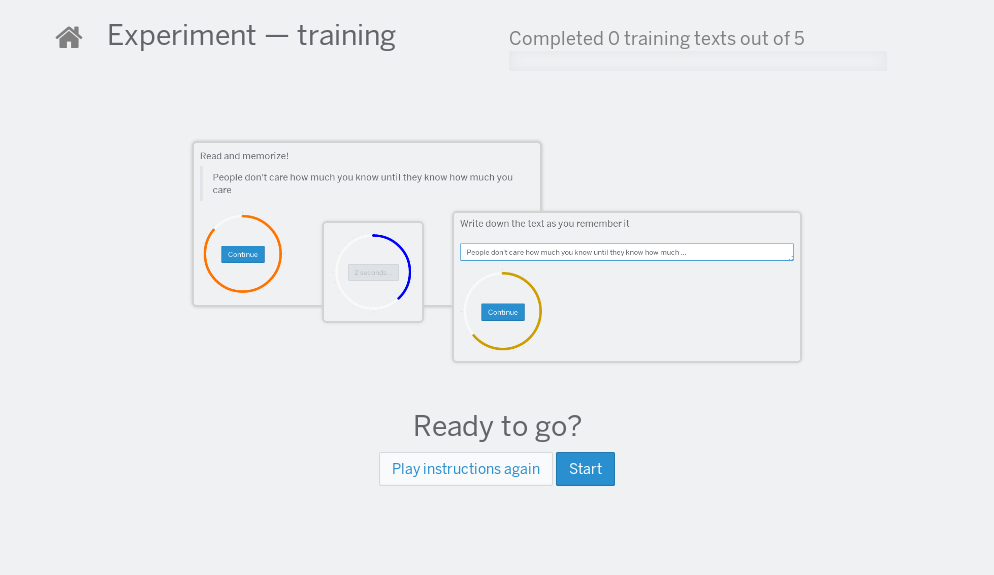 Experiment — training
Completed 0 training texts out of 5
Read and memorize!
People don't care how much you know until they know how much you
care
Continue
2 seconds...
Write down the text as you remember it
People don't care how much you know until they know how much ...
Continue
Ready to go?
Play instructions again
Start